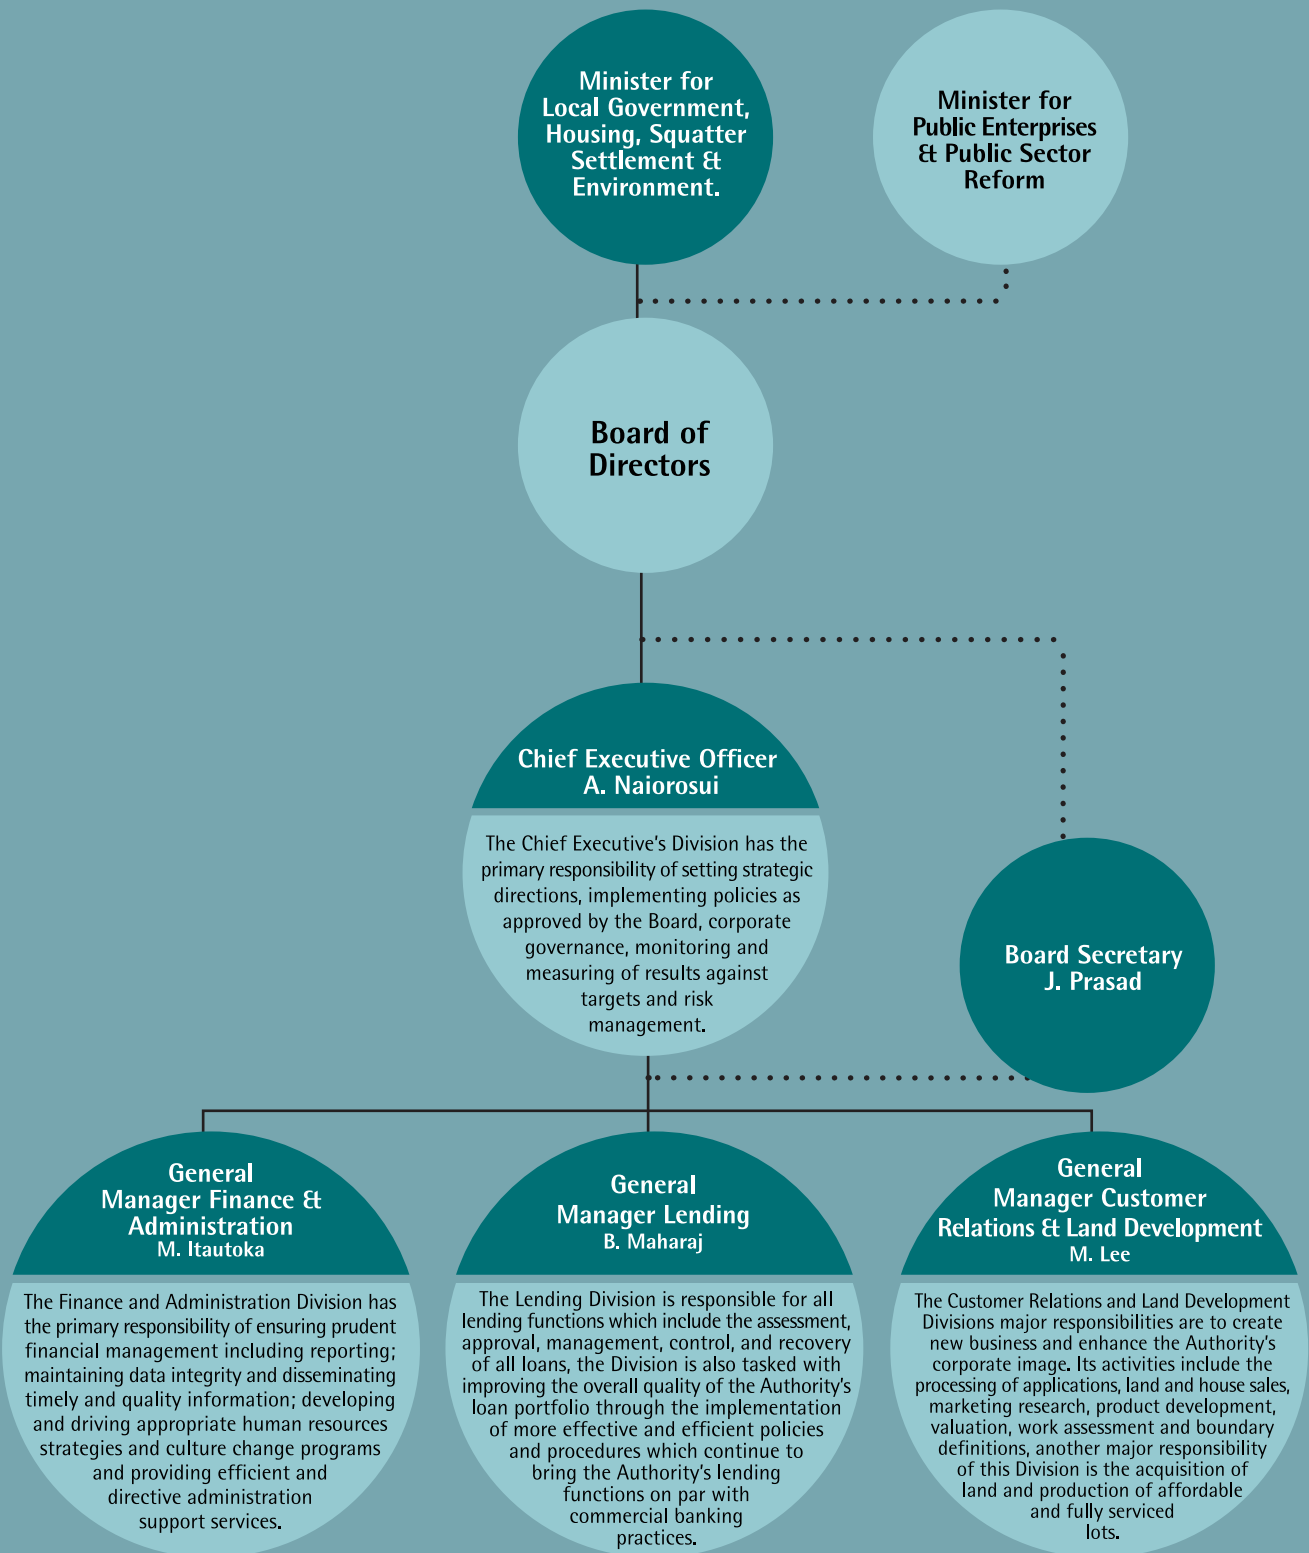 Minister for
Local Government,
Housing, Squatter
Settlement &
Environment.
Minister for
Public Enterprises
& Public Sector
Reform
Board of
Directors
Chief Executive Officer
A. Naiorosui
The Chief Executive's Division has the
primary responsibility of setting strategic
directions, implementing policies as
approved by the Board, corporate
governance, monitoring and
measuring of results against
targets and risk
management.
Board Secretary
J. Prasad
General
Manager Finance &
Administration
M. Itautoka
The Finance and Administration Division has
the primary responsibility of ensuring prudent
financial management including reporting;
maintaining data integrity and disseminating
timely and quality information; developing
and driving appropriate human resources
strategies and culture change programs
and providing efficient and
directive administration
support services.
General
Manager Lending
B. Maharaj
The Lending Division is responsible for all
lending functions which include the assessment,
approval, management, control, and recovery
of all loans, the Division is also tasked with
improving the overall quality of the Authority's
loan portfolio through the implementation
of more effective and efficient policies
and procedures which continue to
bring the Authority's lending
functions on par with
commercial banking
practices.
General
Manager Customer
Relations & Land Development
M. Lee
The Customer Relations and Land Development
Divisions major responsibilities are to create
new business and enhance the Authority's
corporate image. Its activities include the
processing of applications, land and house sales,
marketing research, product development,
valuation, work assessment and boundary
definitions, another major responsibility
of this Division is the acquisition of
land and production of affordable
and fully serviced
lots.